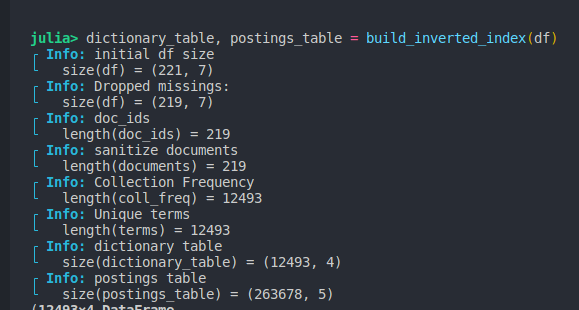 julia> dictionary_table, postings_table = build_inverted_index(df)
┌ Info: initial df size
└   size(df) = (221, 7)
┌ Info: Dropped missings:
└   size(df) = (219, 7)
┌ Info: doc_ids
└   length(doc_ids) = 219
┌ Info: sanitize documents
└   length(documents) = 219
┌ Info: Collection Frequency
└   length(coll_freq) = 12493
┌ Info: Unique terms
└   length(terms) = 12493
┌ Info: dictionary table
└   size(dictionary_table) = (12493, 4)
┌ Info: postings table
└   size(postings_table) = (263678, 5)
(12493×4 DataFrame